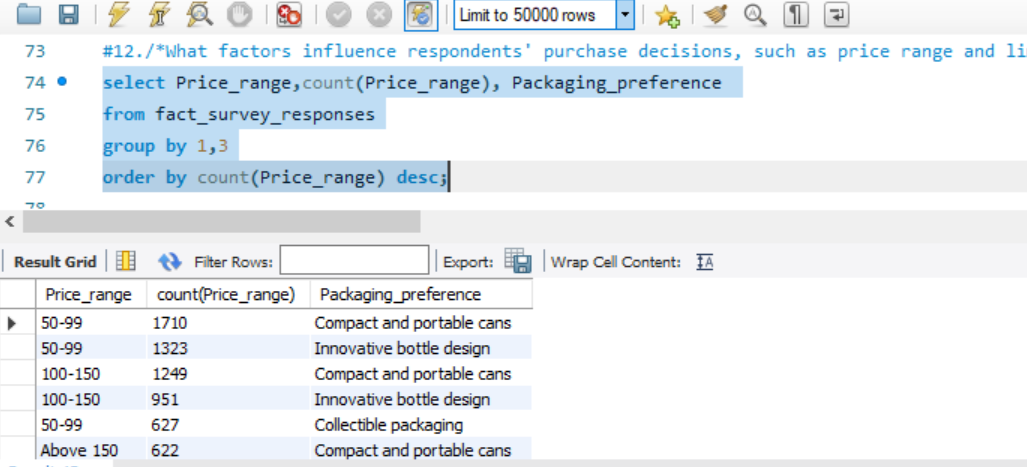 Limit to 50000 rows
73 #12./*What factors influence respondents' purchase decisions, such as price range and li
74 select Price_range,count(Price_range), Packaging_preference
75 from fact_survey_responses
76 group by 1,3
77 order by count(Price_range) desc;
78
Result Grid Filter Rows: Export: Wrap Cell Content:
Price_range count(Price_range) Packaging_preference
50-99 1710 Compact and portable cans
50-99 1323 Innovative bottle design
100-150 1249 Compact and portable cans
100-150 951 Innovative bottle design
50-99 627 Collectible packaging
Above 150 622 Compact and portable cans